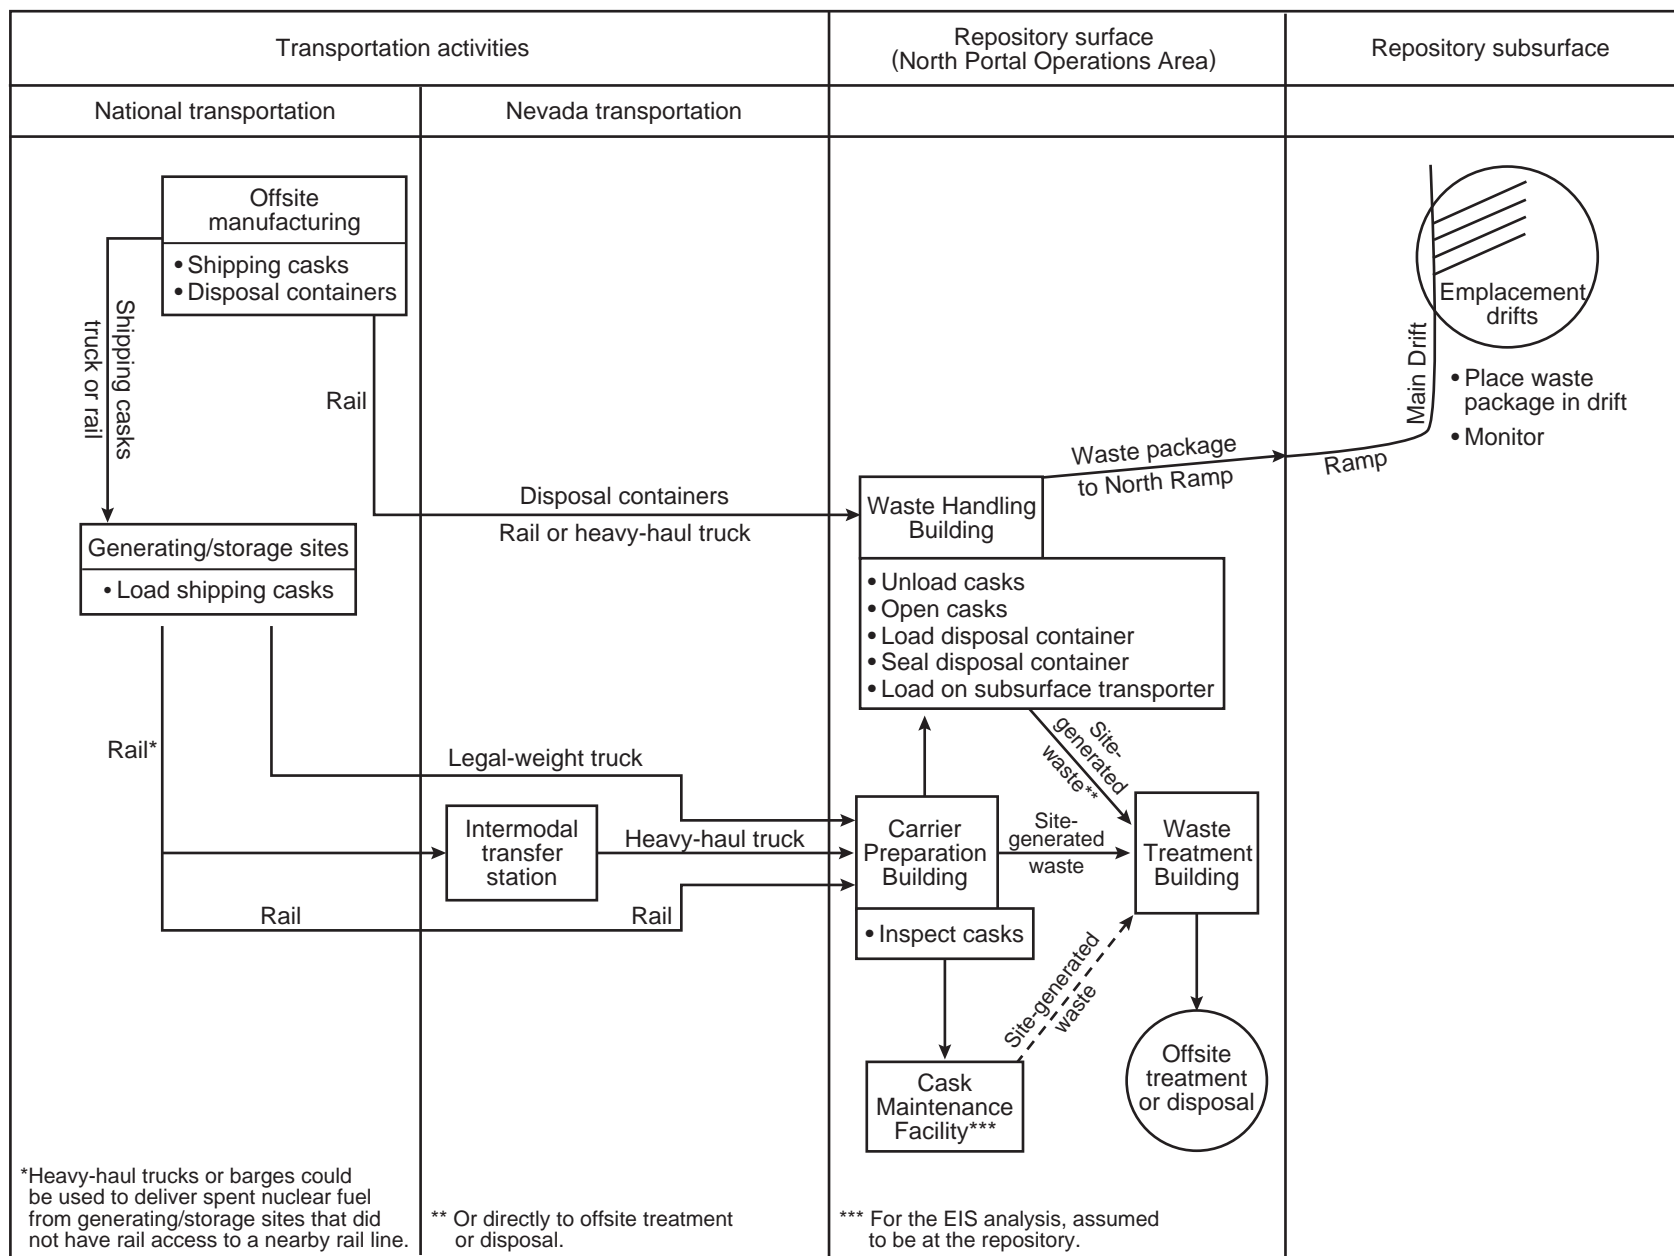 Transportation activities
Repository surface
(North Portal Operations Area)
Repository subsurface
National transportation
Nevada transportation
Offsite
manufacturing
• Shipping casks
• Disposal containers
Shipping casks
truck or rail
Rail
Generating/storage sites
• Load shipping casks
Disposal containers
Rail or heavy-haul truck
Waste Handling
Building
• Unload casks
• Open casks
• Load disposal container
• Seal disposal container
• Load on subsurface transporter
Waste package
to North Ramp
Ramp
Main Drift
Emplacement
drifts
• Place waste
package in drift
• Monitor
Rail*
Legal-weight truck
Intermodal
transfer
station
Heavy-haul truck
Rail
Rail
Carrier
Preparation
Building
• Inspect casks
Site-
generated
waste**
Site-
generated
waste
Waste
Treatment
Building
Site-generated
waste
Cask
Maintenance
Facility***
Offsite
treatment
or disposal
*Heavy-haul trucks or barges could
be used to deliver spent nuclear fuel
from generating/storage sites that did
not have rail access to a nearby rail line.
** Or directly to offsite treatment
or disposal.
*** For the EIS analysis, assumed
to be at the repository.